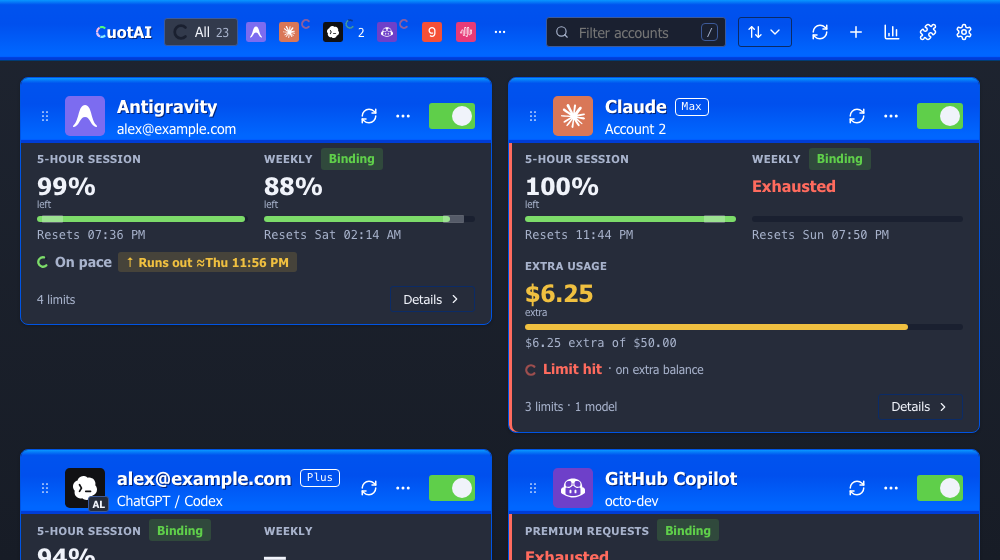 CuotAI All 23 2 9 Filter accounts /
Antigravity
alex@example.com
5-HOUR SESSION
99%
left
Resets 07:36 PM
WEEKLY Binding
88%
left
Resets Sat 02:14 AM
On pace ↑ Runs out ≈Thu 11:56 PM
4 limits
Details
Claude Max
Account 2
5-HOUR SESSION
100%
left
Resets 11:44 PM
WEEKLY Binding
Exhausted
Resets Sun 07:50 PM
EXTRA USAGE
$6.25
extra
$6.25 extra of $50.00
Limit hit · on extra balance
3 limits · 1 model
Details
AL
alex@example.com Plus
ChatGPT / Codex
5-HOUR SESSION Binding
94%
WEEKLY
—
GitHub Copilot
octo-dev
PREMIUM REQUESTS Binding
Exhausted